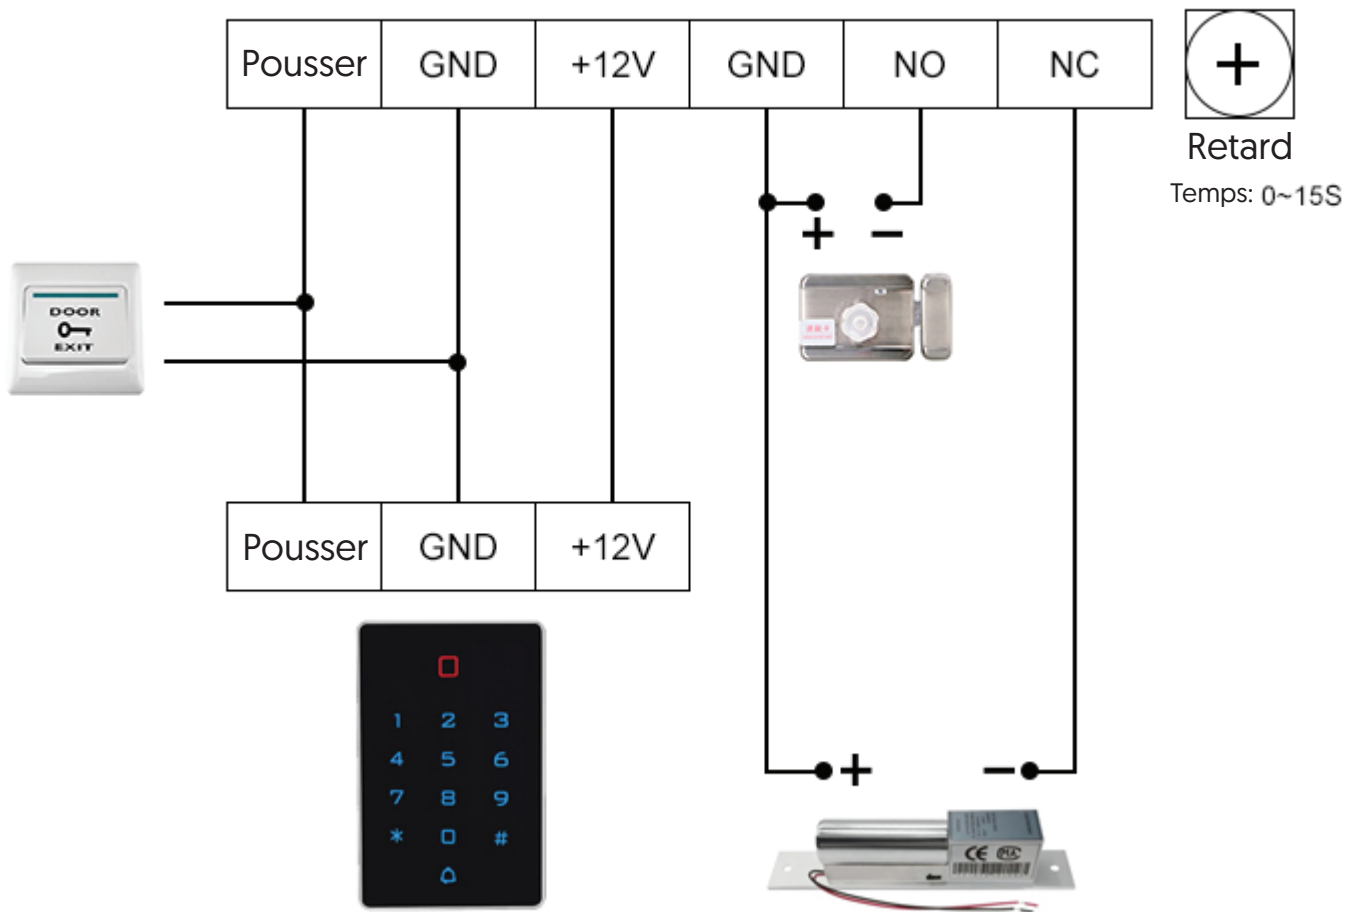 Pousser GND +12V GND NO NC
+
Retard
Temps: 0~15S
+ −
DOOR
EXIT
Pousser GND +12V
1 2 3
4 5 6
7 8 9
* 0 #
+ −
CE